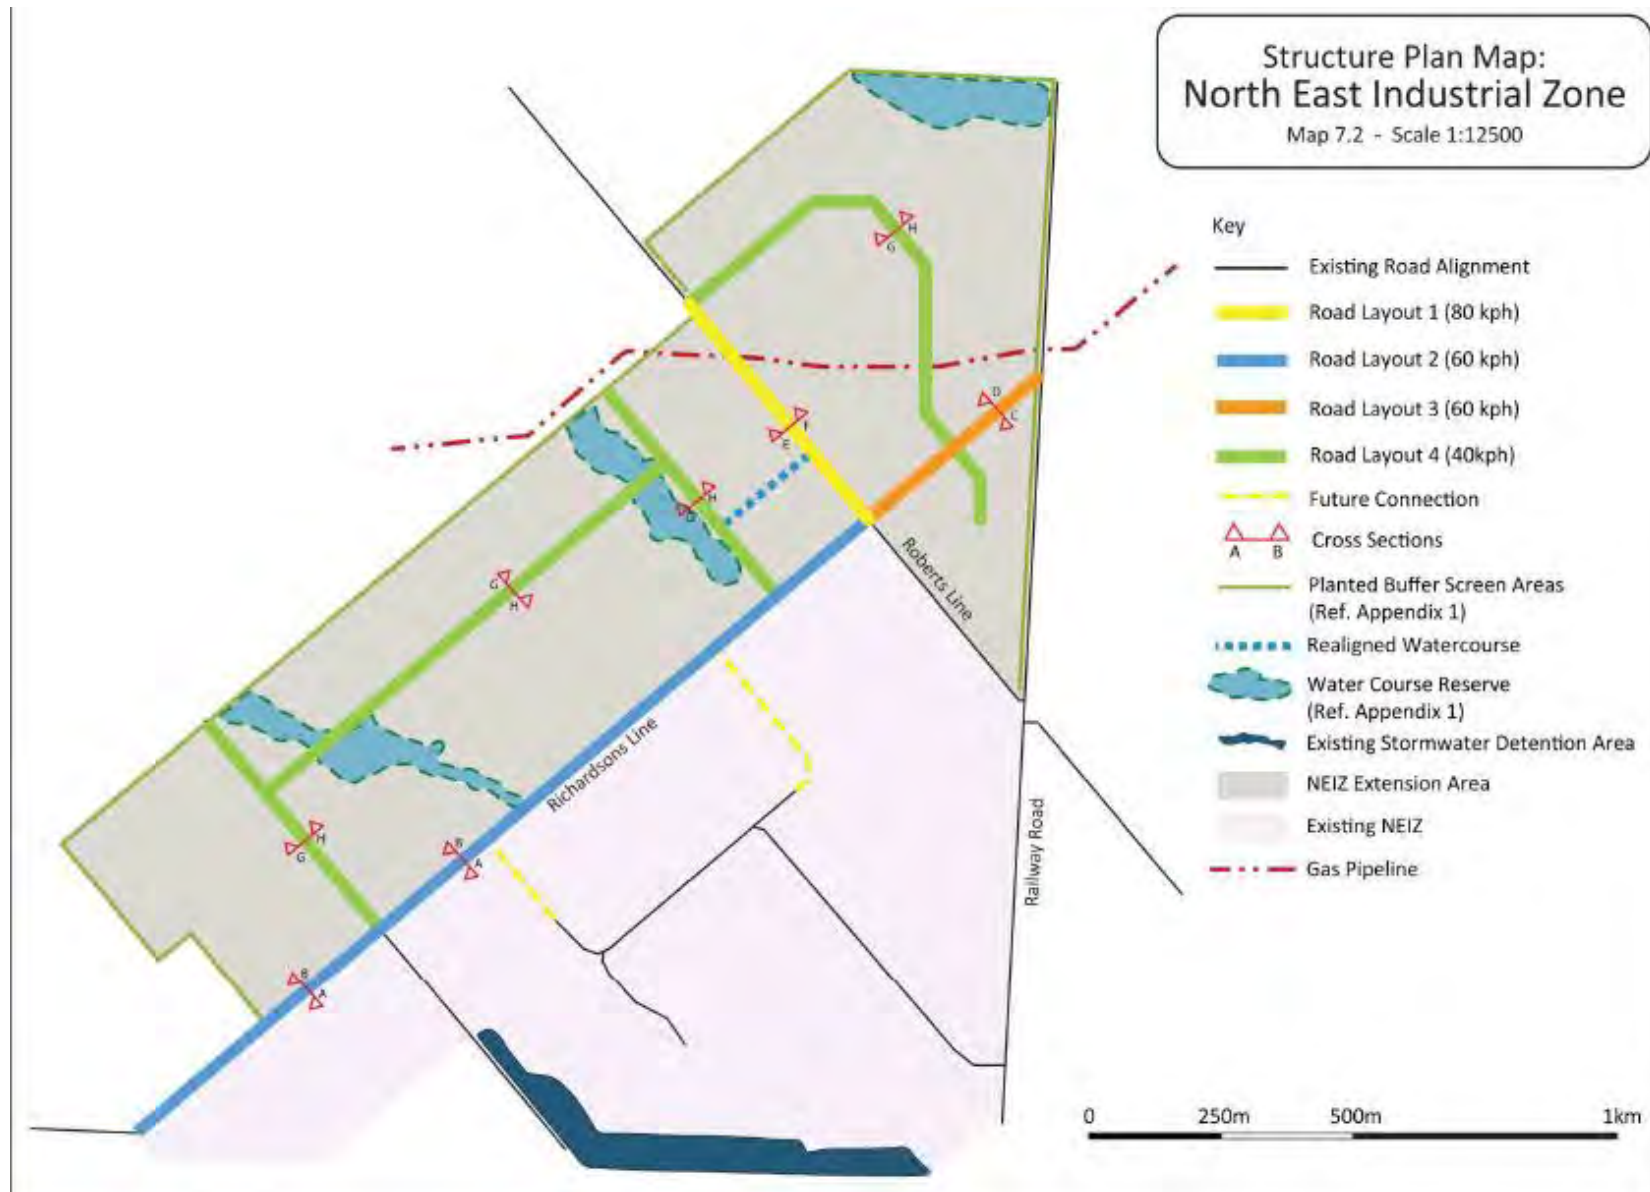 Structure Plan Map:
North East Industrial Zone
Map 7.2 - Scale 1:12500
Key
Existing Road Alignment
Road Layout 1 (80 kph)
Road Layout 2 (60 kph)
Road Layout 3 (60 kph)
Road Layout 4 (40kph)
Future Connection
A B Cross Sections
Planted Buffer Screen Areas
(Ref. Appendix 1)
Realigned Watercourse
Water Course Reserve
(Ref. Appendix 1)
Existing Stormwater Detention Area
NEIZ Extension Area
Existing NEIZ
Gas Pipeline
H
G
D
C
E
H
G
G
H
H
G
B
A
B
A
Roberts Line
Richardsons Line
Railway Road
0 250m 500m 1km